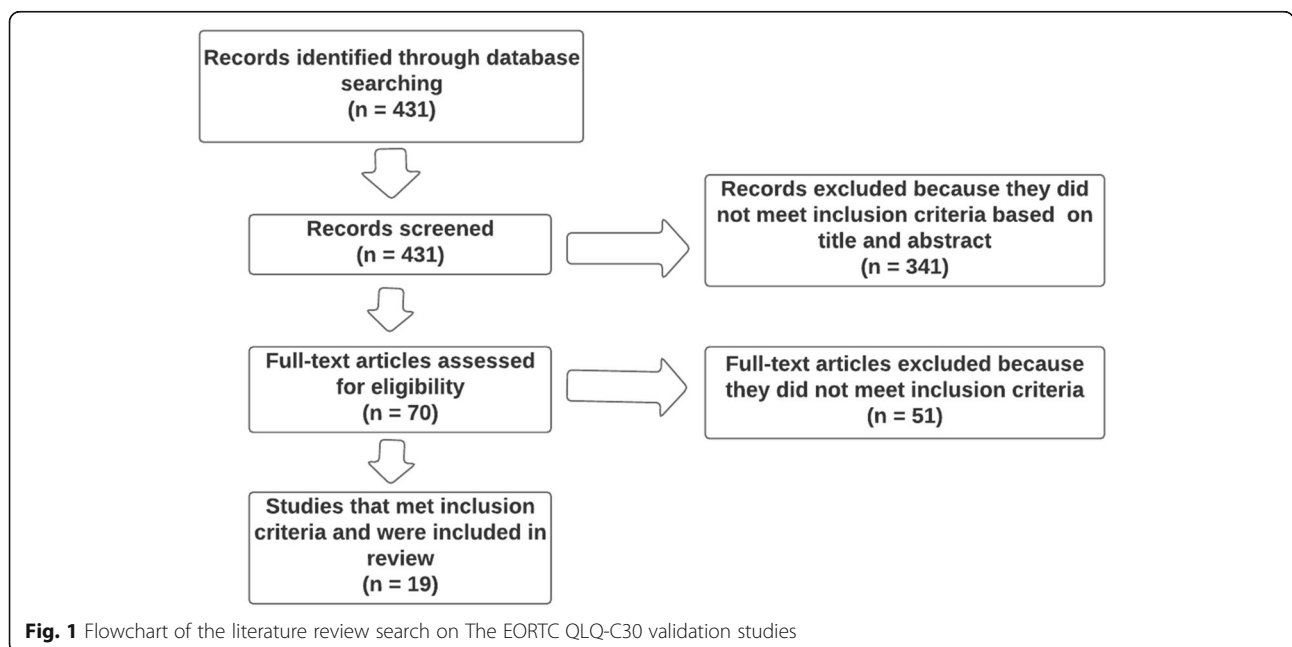 Records identified through database
searching
(n = 431)
Records screened
(n = 431)
Records excluded because they did
not meet inclusion criteria based on
title and abstract
(n = 341)
Full-text articles assessed
for eligibility
(n = 70)
Full-text articles excluded because
they did not meet inclusion criteria
(n = 51)
Studies that met inclusion
criteria and were included in
review
(n = 19)
Fig. 1 Flowchart of the literature review search on The EORTC QLQ-C30 validation studies